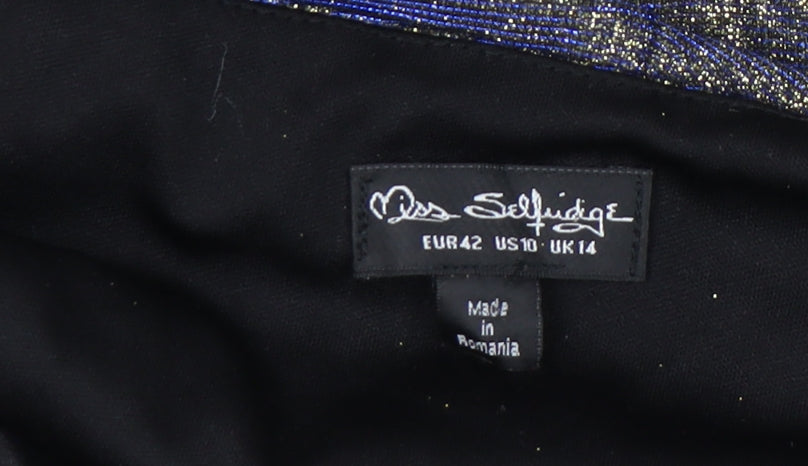 Miss Selfridge
EUR42 US10 UK14
Made
in
Romania